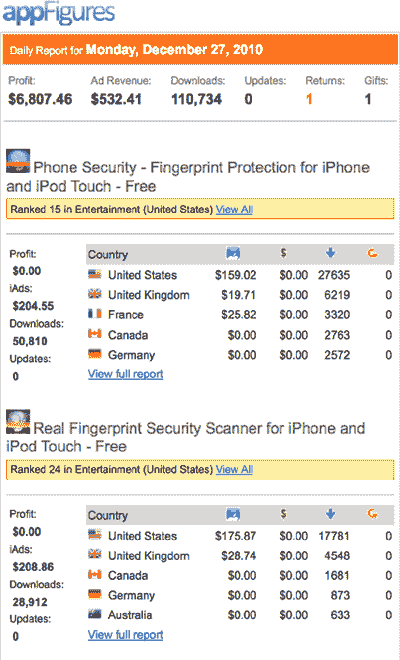 appFigures
Daily Report for Monday, December 27, 2010
Profit: Ad Revenue: Downloads: Updates: Returns: Gifts:
$6,807.46 $532.41 110,734 0 1 1
Phone Security - Fingerprint Protection for iPhone
and iPod Touch - Free
Ranked 15 in Entertainment (United States) View All
Profit:
$0.00
iAds:
$204.55
Downloads:
50,810
Updates:
0
Country $
United States $159.02 $0.00 27635 0
United Kingdom $19.71 $0.00 6219 0
France $25.82 $0.00 3320 0
Canada $0.00 $0.00 2763 0
Germany $0.00 $0.00 2572 0
View full report
Real Fingerprint Security Scanner for iPhone and
iPod Touch - Free
Ranked 24 in Entertainment (United States) View All
Profit:
$0.00
iAds:
$208.86
Downloads:
28,912
Updates:
0
Country $
United States $175.87 $0.00 17781 0
United Kingdom $28.74 $0.00 4548 0
Canada $0.00 $0.00 1681 0
Germany $0.00 $0.00 873 0
Australia $0.00 $0.00 633 0
View full report